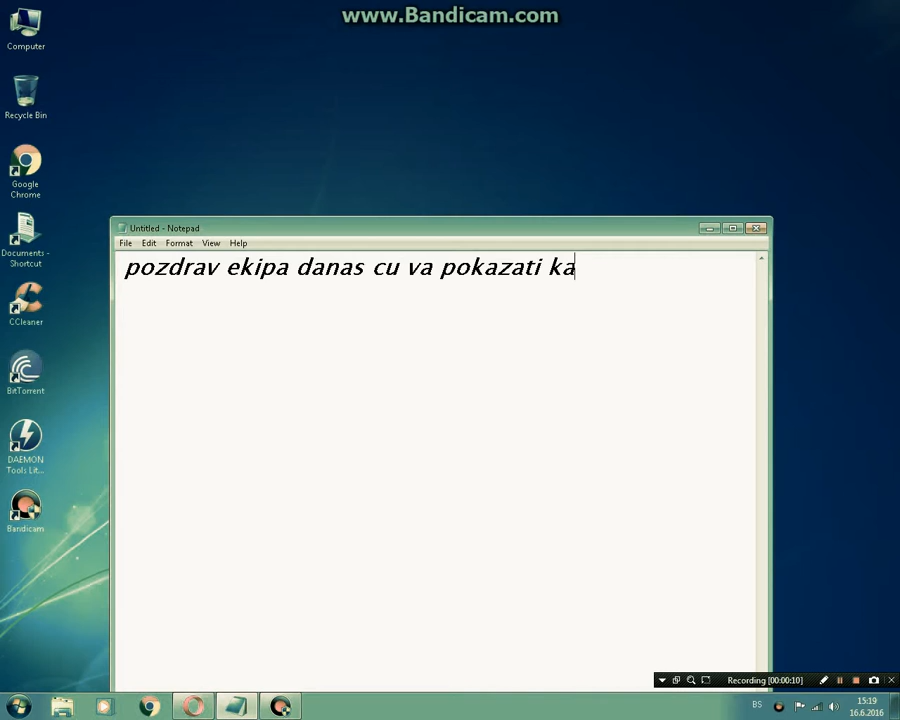 www.Bandicam.com
Computer
Recycle Bin
Google
Chrome
Documents -
Shortcut
CCleaner
BitTorrent
DAEMON
Tools Lit...
Bandicam
Untitled - Notepad
File Edit Format View Help
pozdrav ekipa danas cu va pokazati ka
Recording [00:00:10]
BS
15:19
16.6.2016